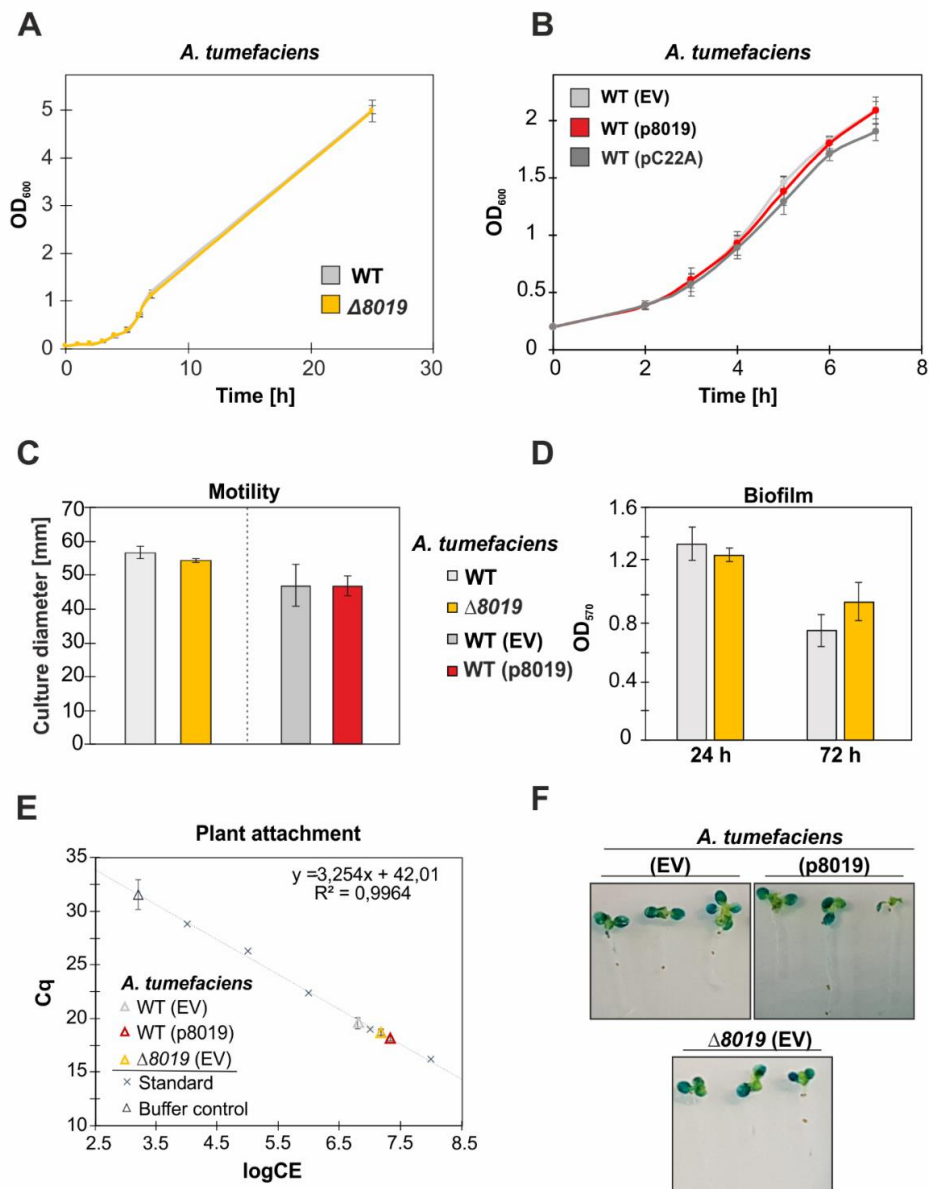 A
A. tumefaciens
OD600
5
4
3
2
1
0
0 10 20 30
Time [h]
WT
Δ8019
B
A. tumefaciens
WT (EV)
WT (p8019)
WT (pC22A)
OD600
2
1.5
1
0.5
0
0 2 4 6 8
Time [h]
C
Motility
Culture diameter [mm]
70
60
50
40
30
20
10
0
A. tumefaciens
WT
Δ8019
WT (EV)
WT (p8019)
D
Biofilm
OD570
1.6
1.2
0.8
0.4
0
24 h 72 h
E
Plant attachment
y =3,254x + 42,01
R² = 0,9964
Cq
35
30
25
20
15
10
A. tumefaciens
WT (EV)
WT (p8019)
Δ8019 (EV)
Standard
Buffer control
2.5 3.5 4.5 5.5 6.5 7.5 8.5
logCE
F
A. tumefaciens
(EV) (p8019)
Δ8019 (EV)